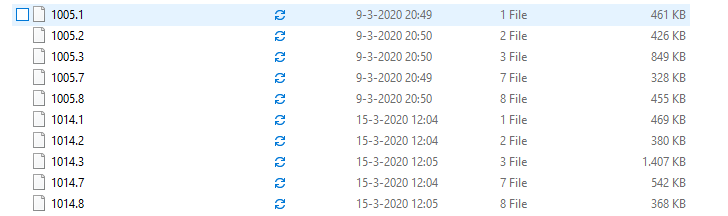 1005.1 9-3-2020 20:49 1 File 461 KB
1005.2 9-3-2020 20:50 2 File 426 KB
1005.3 9-3-2020 20:50 3 File 849 KB
1005.7 9-3-2020 20:49 7 File 328 KB
1005.8 9-3-2020 20:50 8 File 455 KB
1014.1 15-3-2020 12:04 1 File 469 KB
1014.2 15-3-2020 12:04 2 File 380 KB
1014.3 15-3-2020 12:05 3 File 1.407 KB
1014.7 15-3-2020 12:04 7 File 542 KB
1014.8 15-3-2020 12:05 8 File 368 KB